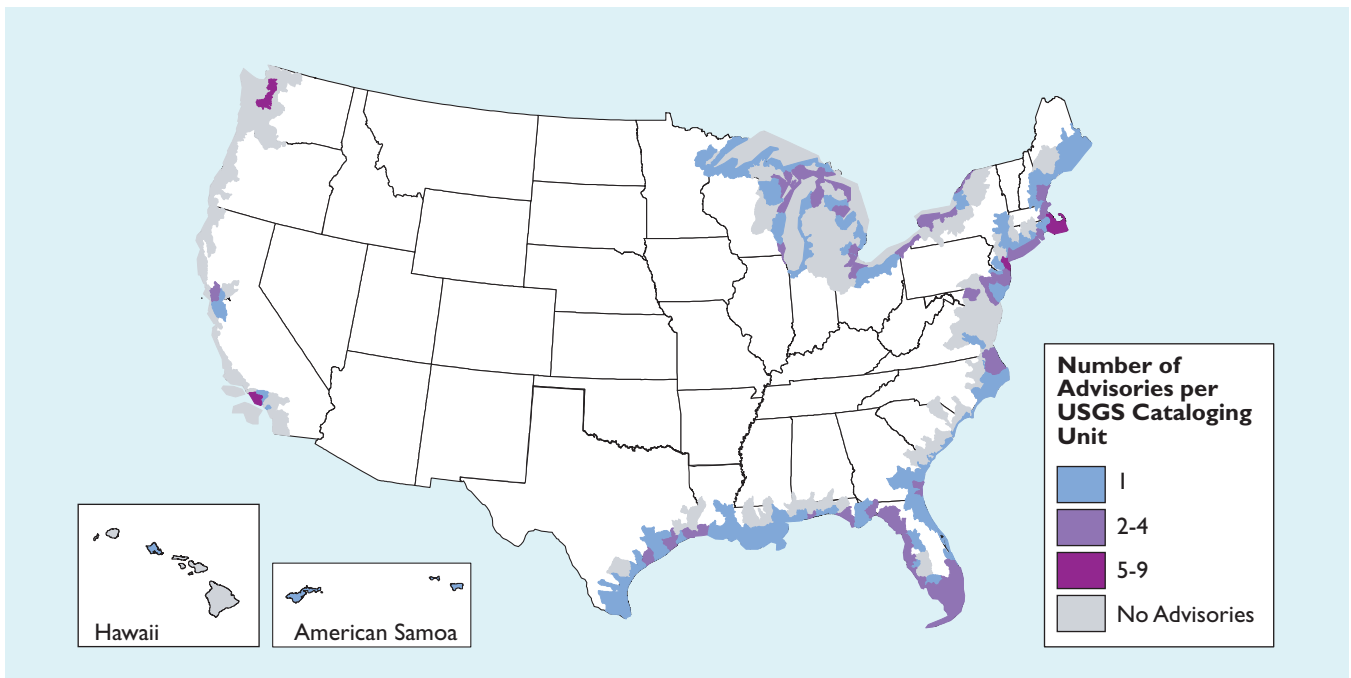 Number of
Advisories per
USGS Cataloging
Unit
1
2-4
5-9
No Advisories
Hawaii
American Samoa